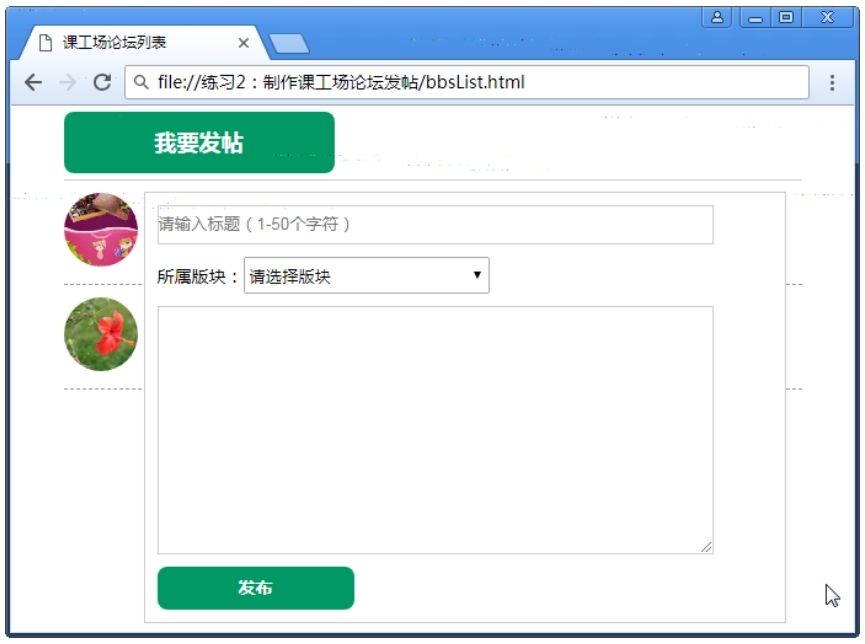 课工场论坛列表
file://练习2：制作课工场论坛发帖/bbsList.html
我要发帖
请输入标题（1-50个字符）
所属版块：请选择版块
发布